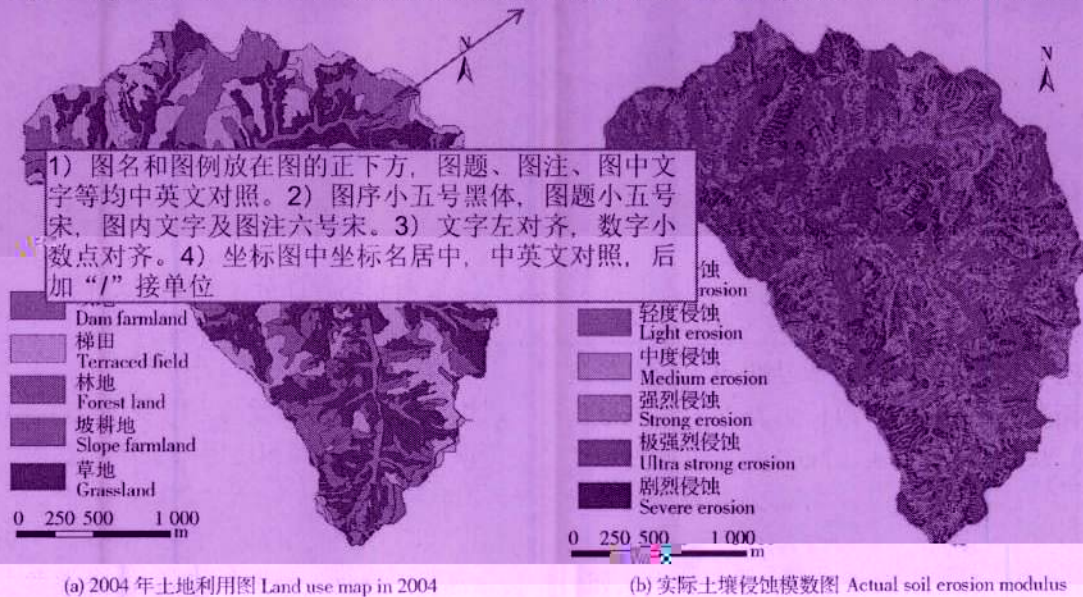 N
N
1) 图名和图例放在图的正下方, 图题、图注、图中文
字等均中英文对照。2) 图序小五号黑体, 图题小五号
宋, 图内文字及图注六号宋。3) 文字左对齐, 数字小
数点对齐。4) 坐标图中坐标名居中, 中英文对照, 后
加“/”接单位
Dam farmland
梯田
Terraced field
林地
Forest land
坡耕地
Slope farmland
草地
Grassland
0 250 500 1 000
m
侵蚀
erosion
轻度侵蚀
Light erosion
中度侵蚀
Medium erosion
强烈侵蚀
Strong erosion
极强烈侵蚀
Ultra strong erosion
剧烈侵蚀
Severe erosion
0 250 500 1 000
m
(a) 2004 年土地利用图 Land use map in 2004
(b) 实际土壤侵蚀模数图 Actual soil erosion modulus